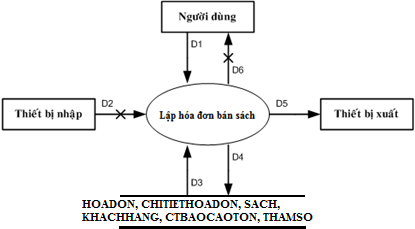 Người dùng
D1
D6
Thiết bị nhập
D2
Lập hóa đơn bán sách
D5
Thiết bị xuất
D3
D4
HOADON, CHITIETHOADON, SACH,
KHACHHANG, CTBAOCAOTON, THAMSO